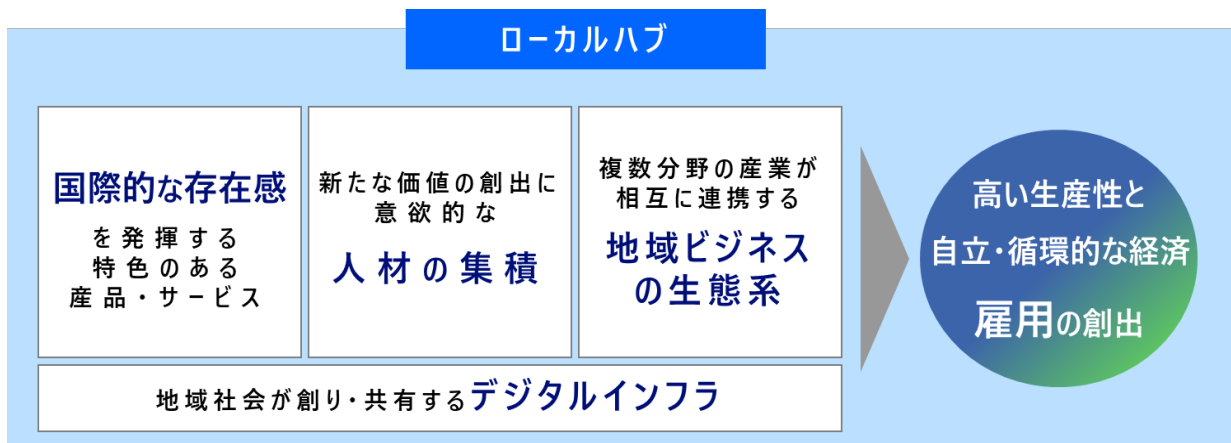 ローカルハブ
国際的な存在感
を発揮する
特色のある
産品・サービス
新たな価値の創出に
意欲的な
人材の集積
複数分野の産業が
相互に連携する
地域ビジネス
の生態系
地域社会が創り・共有するデジタルインフラ
高い生産性と
自立・循環的な経済
雇用の創出